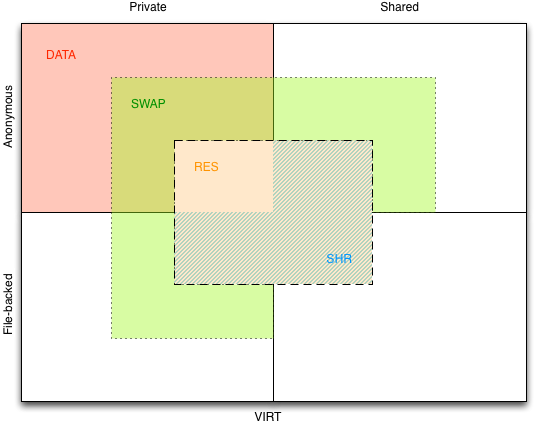 Private
Shared
DATA
Anonymous
SWAP
RES
SHR
File-backed
VIRT